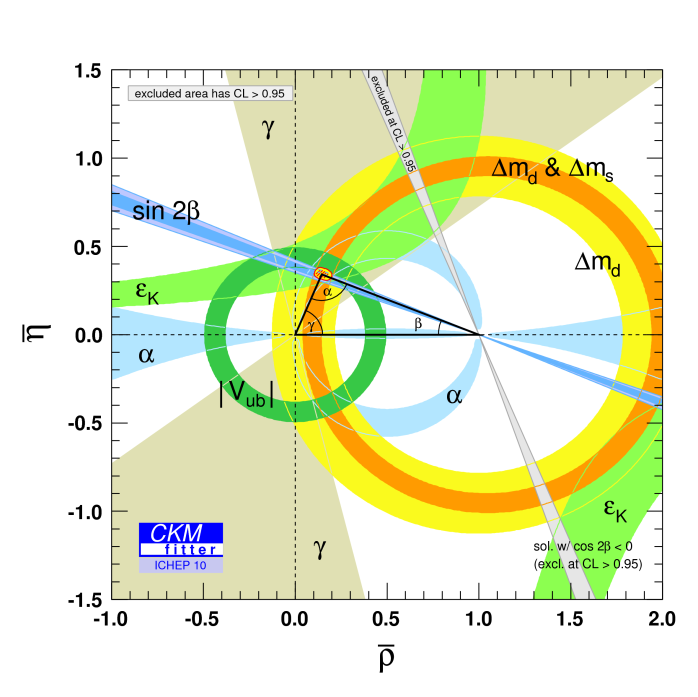 1.5
excluded area has CL > 0.95
γ
excluded at CL > 0.95
1.0
Δm_d & Δm_s
sin 2β
0.5
Δm_d
ε_K
α
γ
β
0.0
α
|V_ub|
α
-0.5
-1.0
ε_K
CKM
fitter
ICHEP 10
γ
sol. w/ cos 2β < 0
(excl. at CL > 0.95)
-1.5
-1.0 -0.5 0.0 0.5 1.0 1.5 2.0
ρ̅
η̅